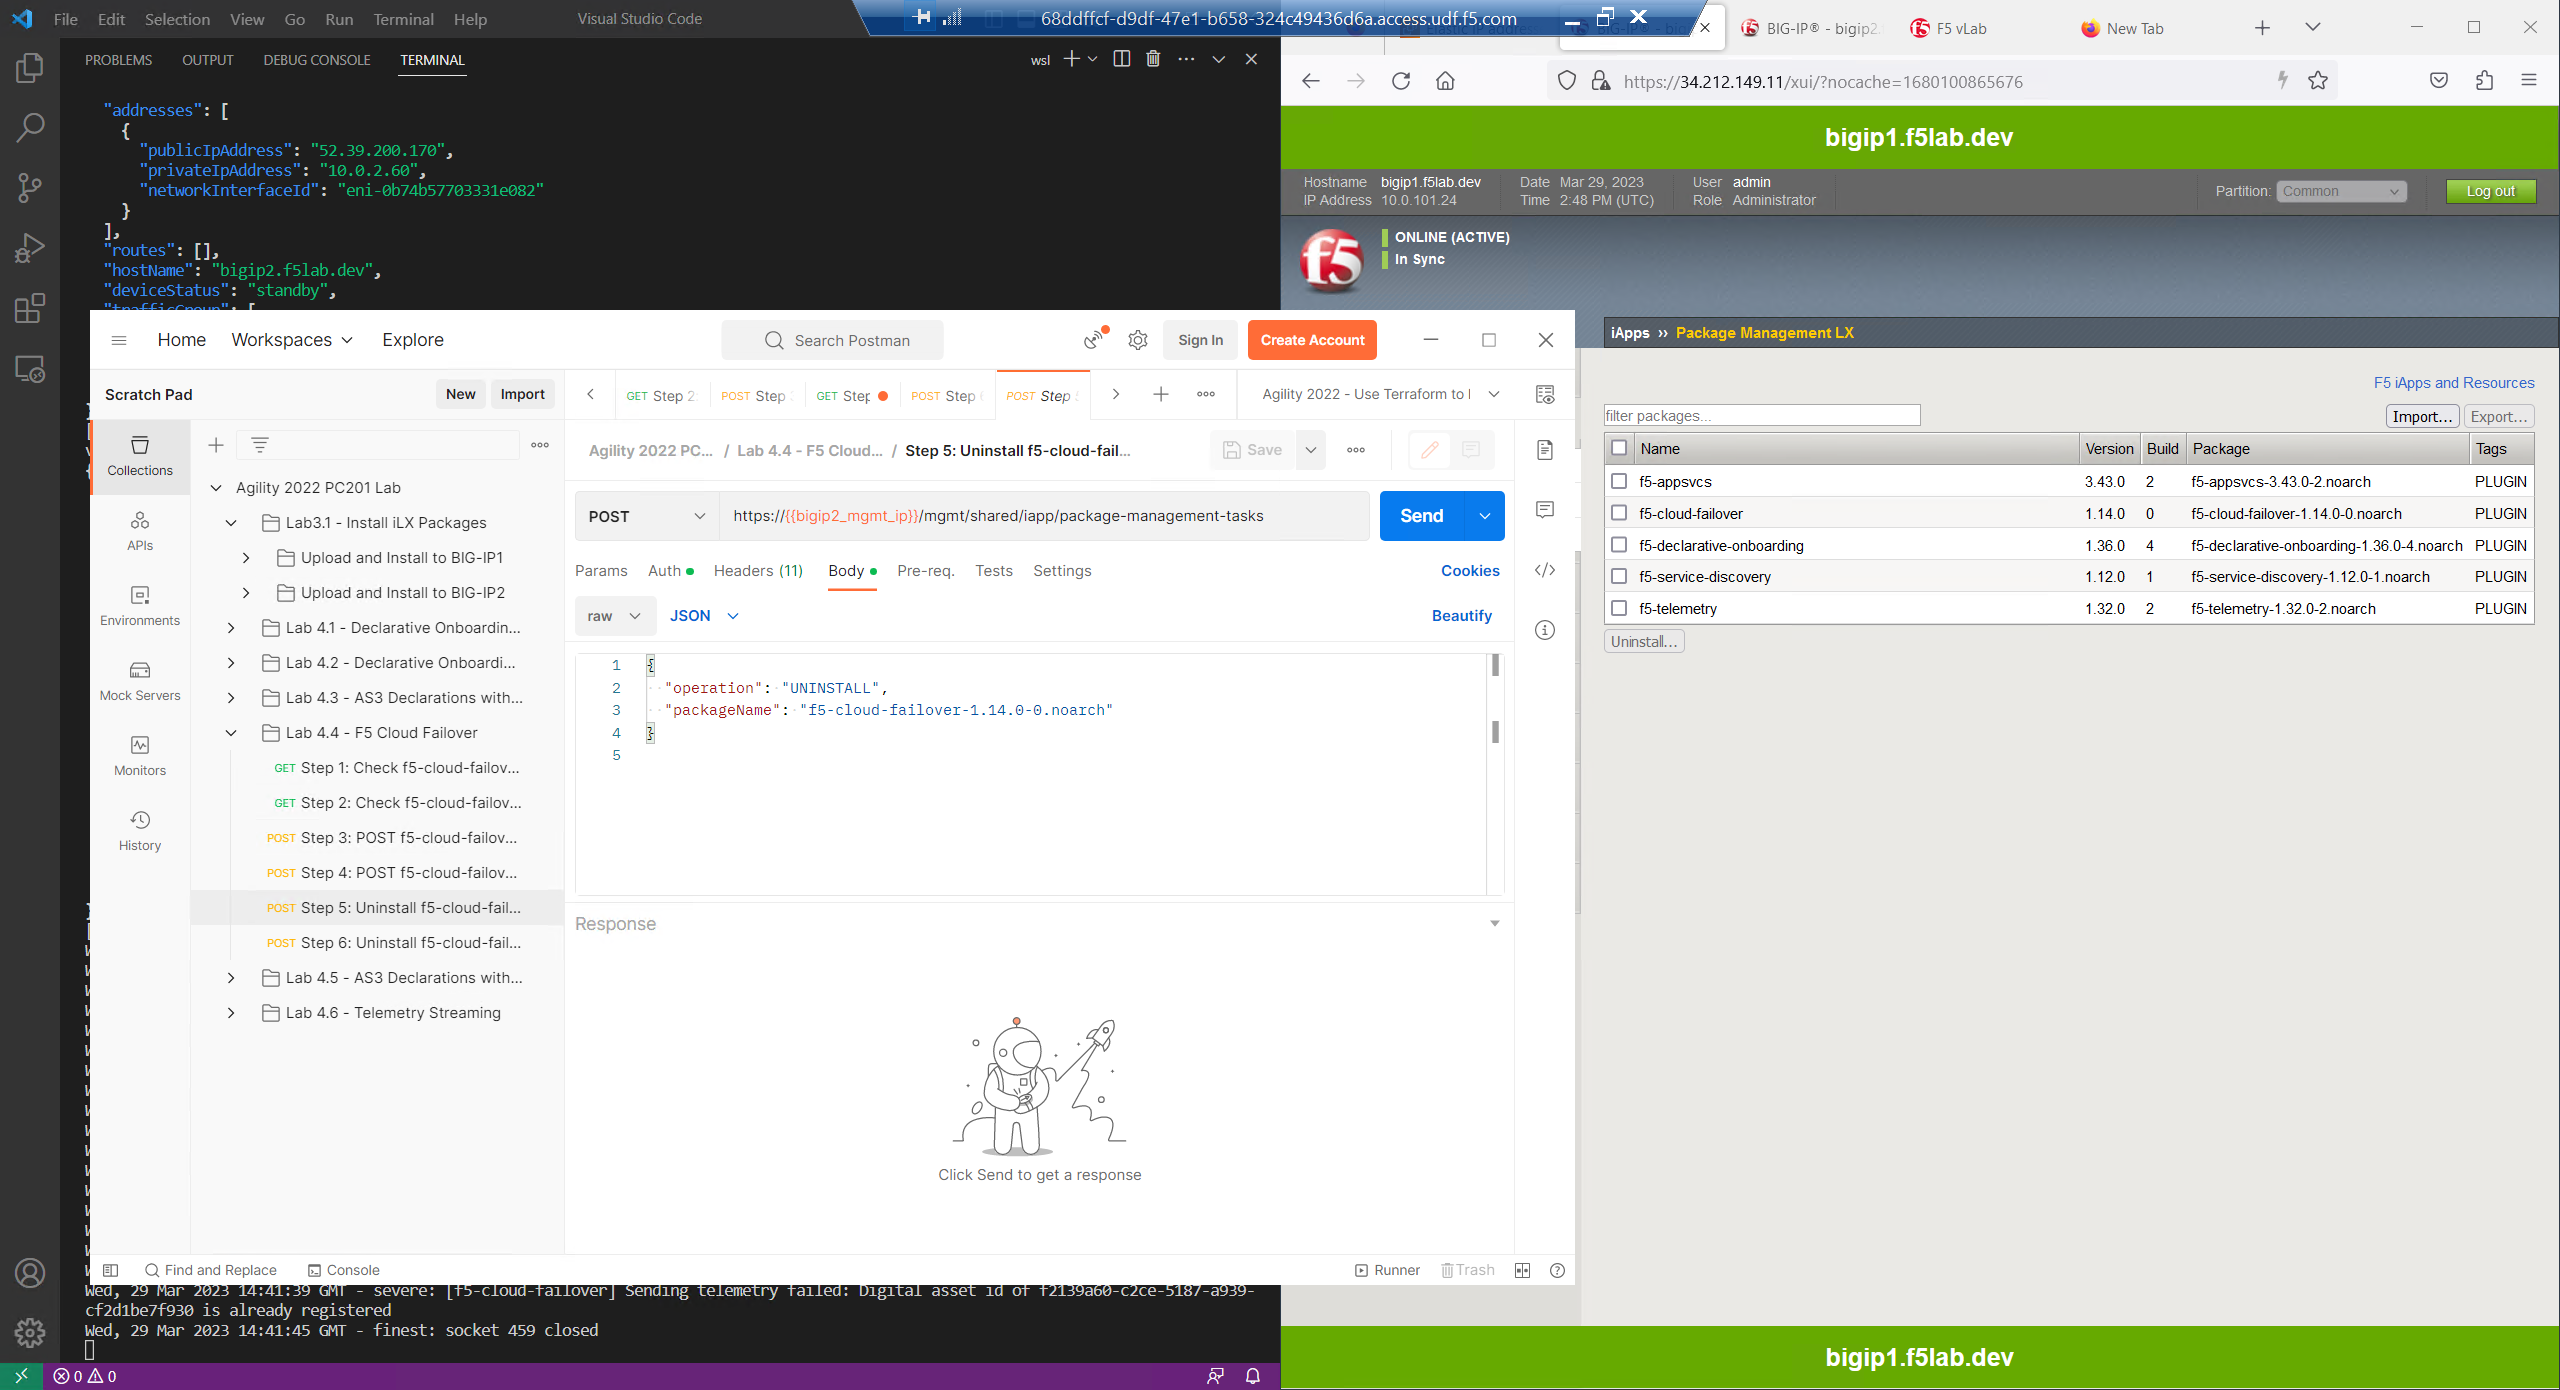 File Edit Selection View Go Run Terminal Help
Visual Studio Code
68ddffcf-d9df-47e1-b658-324c49436d6a.access.udf.f5.com
PROBLEMS OUTPUT DEBUG CONSOLE TERMINAL
wsl
"addresses": [
{
"publicIpAddress": "52.39.200.170",
"privateIpAddress": "10.0.2.60",
"networkInterfaceId": "eni-0b74b57703331e082"
}
],
"routes": [],
"hostName": "bigip2.f5lab.dev",
"deviceStatus": "standby",
Home Workspaces Explore
Search Postman
Sign In
Create Account
Scratch Pad
New
Import
GET Step 2
POST Step
GET Step
POST Step
POST Step
Agility 2022 - Use Terraform to
Collections
APIs
Environments
Mock Servers
Monitors
History
Agility 2022 PC201 Lab
Lab3.1 - Install iLX Packages
Upload and Install to BIG-IP1
Upload and Install to BIG-IP2
Lab 4.1 - Declarative Onboardin...
Lab 4.2 - Declarative Onboardi...
Lab 4.3 - AS3 Declarations with...
Lab 4.4 - F5 Cloud Failover
GET Step 1: Check f5-cloud-failov...
GET Step 2: Check f5-cloud-failov...
POST Step 3: POST f5-cloud-failov...
POST Step 4: POST f5-cloud-failov...
POST Step 5: Uninstall f5-cloud-fail...
POST Step 6: Uninstall f5-cloud-fail...
Lab 4.5 - AS3 Declarations with...
Lab 4.6 - Telemetry Streaming
Agility 2022 PC... / Lab 4.4 - F5 Cloud... / Step 5: Uninstall f5-cloud-fail...
Save
POST
https://{{bigip2_mgmt_ip}}/mgmt/shared/iapp/package-management-tasks
Send
Params Auth Headers (11) Body Pre-req. Tests Settings
Cookies
raw JSON
Beautify
1 {
2 "operation": "UNINSTALL",
3 "packageName": "f5-cloud-failover-1.14.0-0.noarch"
4 }
5
Response
Click Send to get a response
Find and Replace
Console
Runner
Trash
Wed, 29 Mar 2023 14:41:39 GMT - severe: [f5-cloud-failover] Sending telemetry failed: Digital asset id of f2139a60-c2ce-5187-a939-
cf2d1be7f930 is already registered
Wed, 29 Mar 2023 14:41:45 GMT - finest: socket 459 closed
0 0
BIG-IP® - bigip2.
F5 vLab
New Tab
https://34.212.149.11/xui/?nocache=1680100865676
bigip1.f5lab.dev
Hostname bigip1.f5lab.dev
IP Address 10.0.101.24
Date Mar 29, 2023
Time 2:48 PM (UTC)
User admin
Role Administrator
Partition: Common
Log out
f5
ONLINE (ACTIVE)
In Sync
iApps ›› Package Management LX
F5 iApps and Resources
filter packages...
Import...
Export...
Name Version Build Package Tags
f5-appsvcs 3.43.0 2 f5-appsvcs-3.43.0-2.noarch PLUGIN
f5-cloud-failover 1.14.0 0 f5-cloud-failover-1.14.0-0.noarch PLUGIN
f5-declarative-onboarding 1.36.0 4 f5-declarative-onboarding-1.36.0-4.noarch PLUGIN
f5-service-discovery 1.12.0 1 f5-service-discovery-1.12.0-1.noarch PLUGIN
f5-telemetry 1.32.0 2 f5-telemetry-1.32.0-2.noarch PLUGIN
Uninstall...
bigip1.f5lab.dev